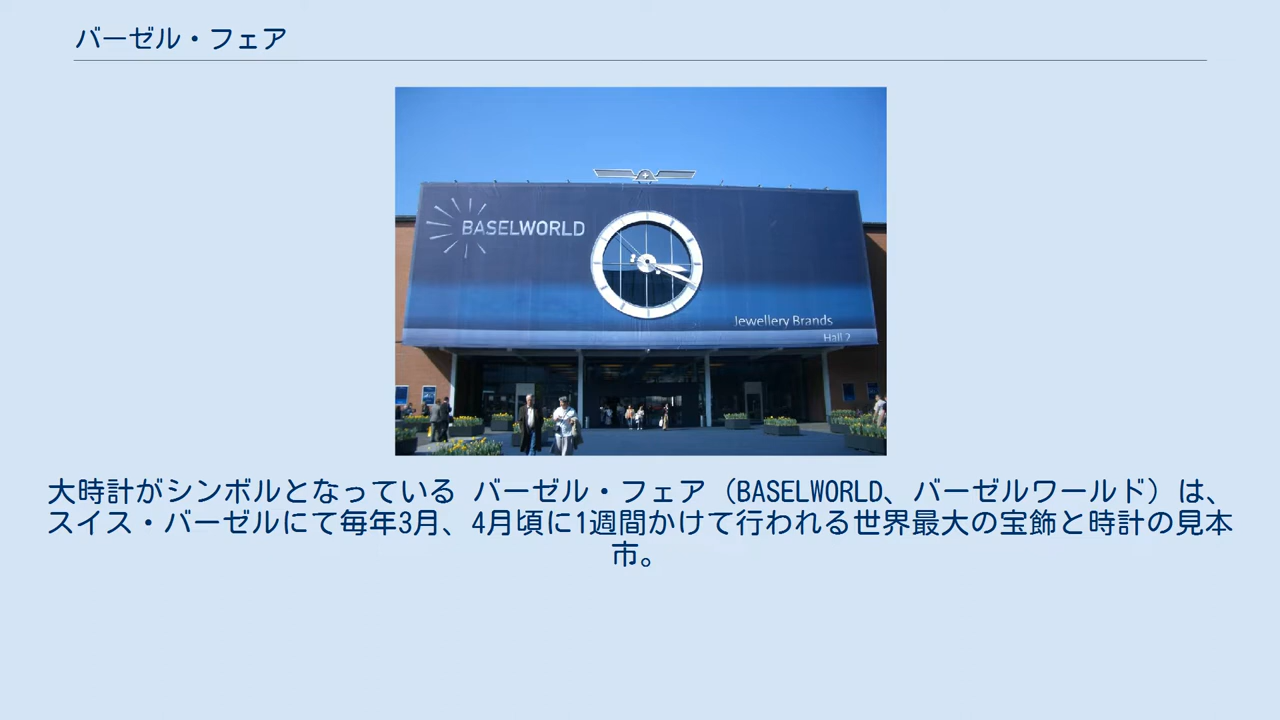 バーゼル・フェア
BASELWORLD
Jewellery Brands
Hall 2
大時計がシンボルとなっている バーゼル・フェア（BASELWORLD、バーゼルワールド）は、
スイス・バーゼルにて毎年3月、4月頃に1週間かけて行われる世界最大の宝飾と時計の見本
市。